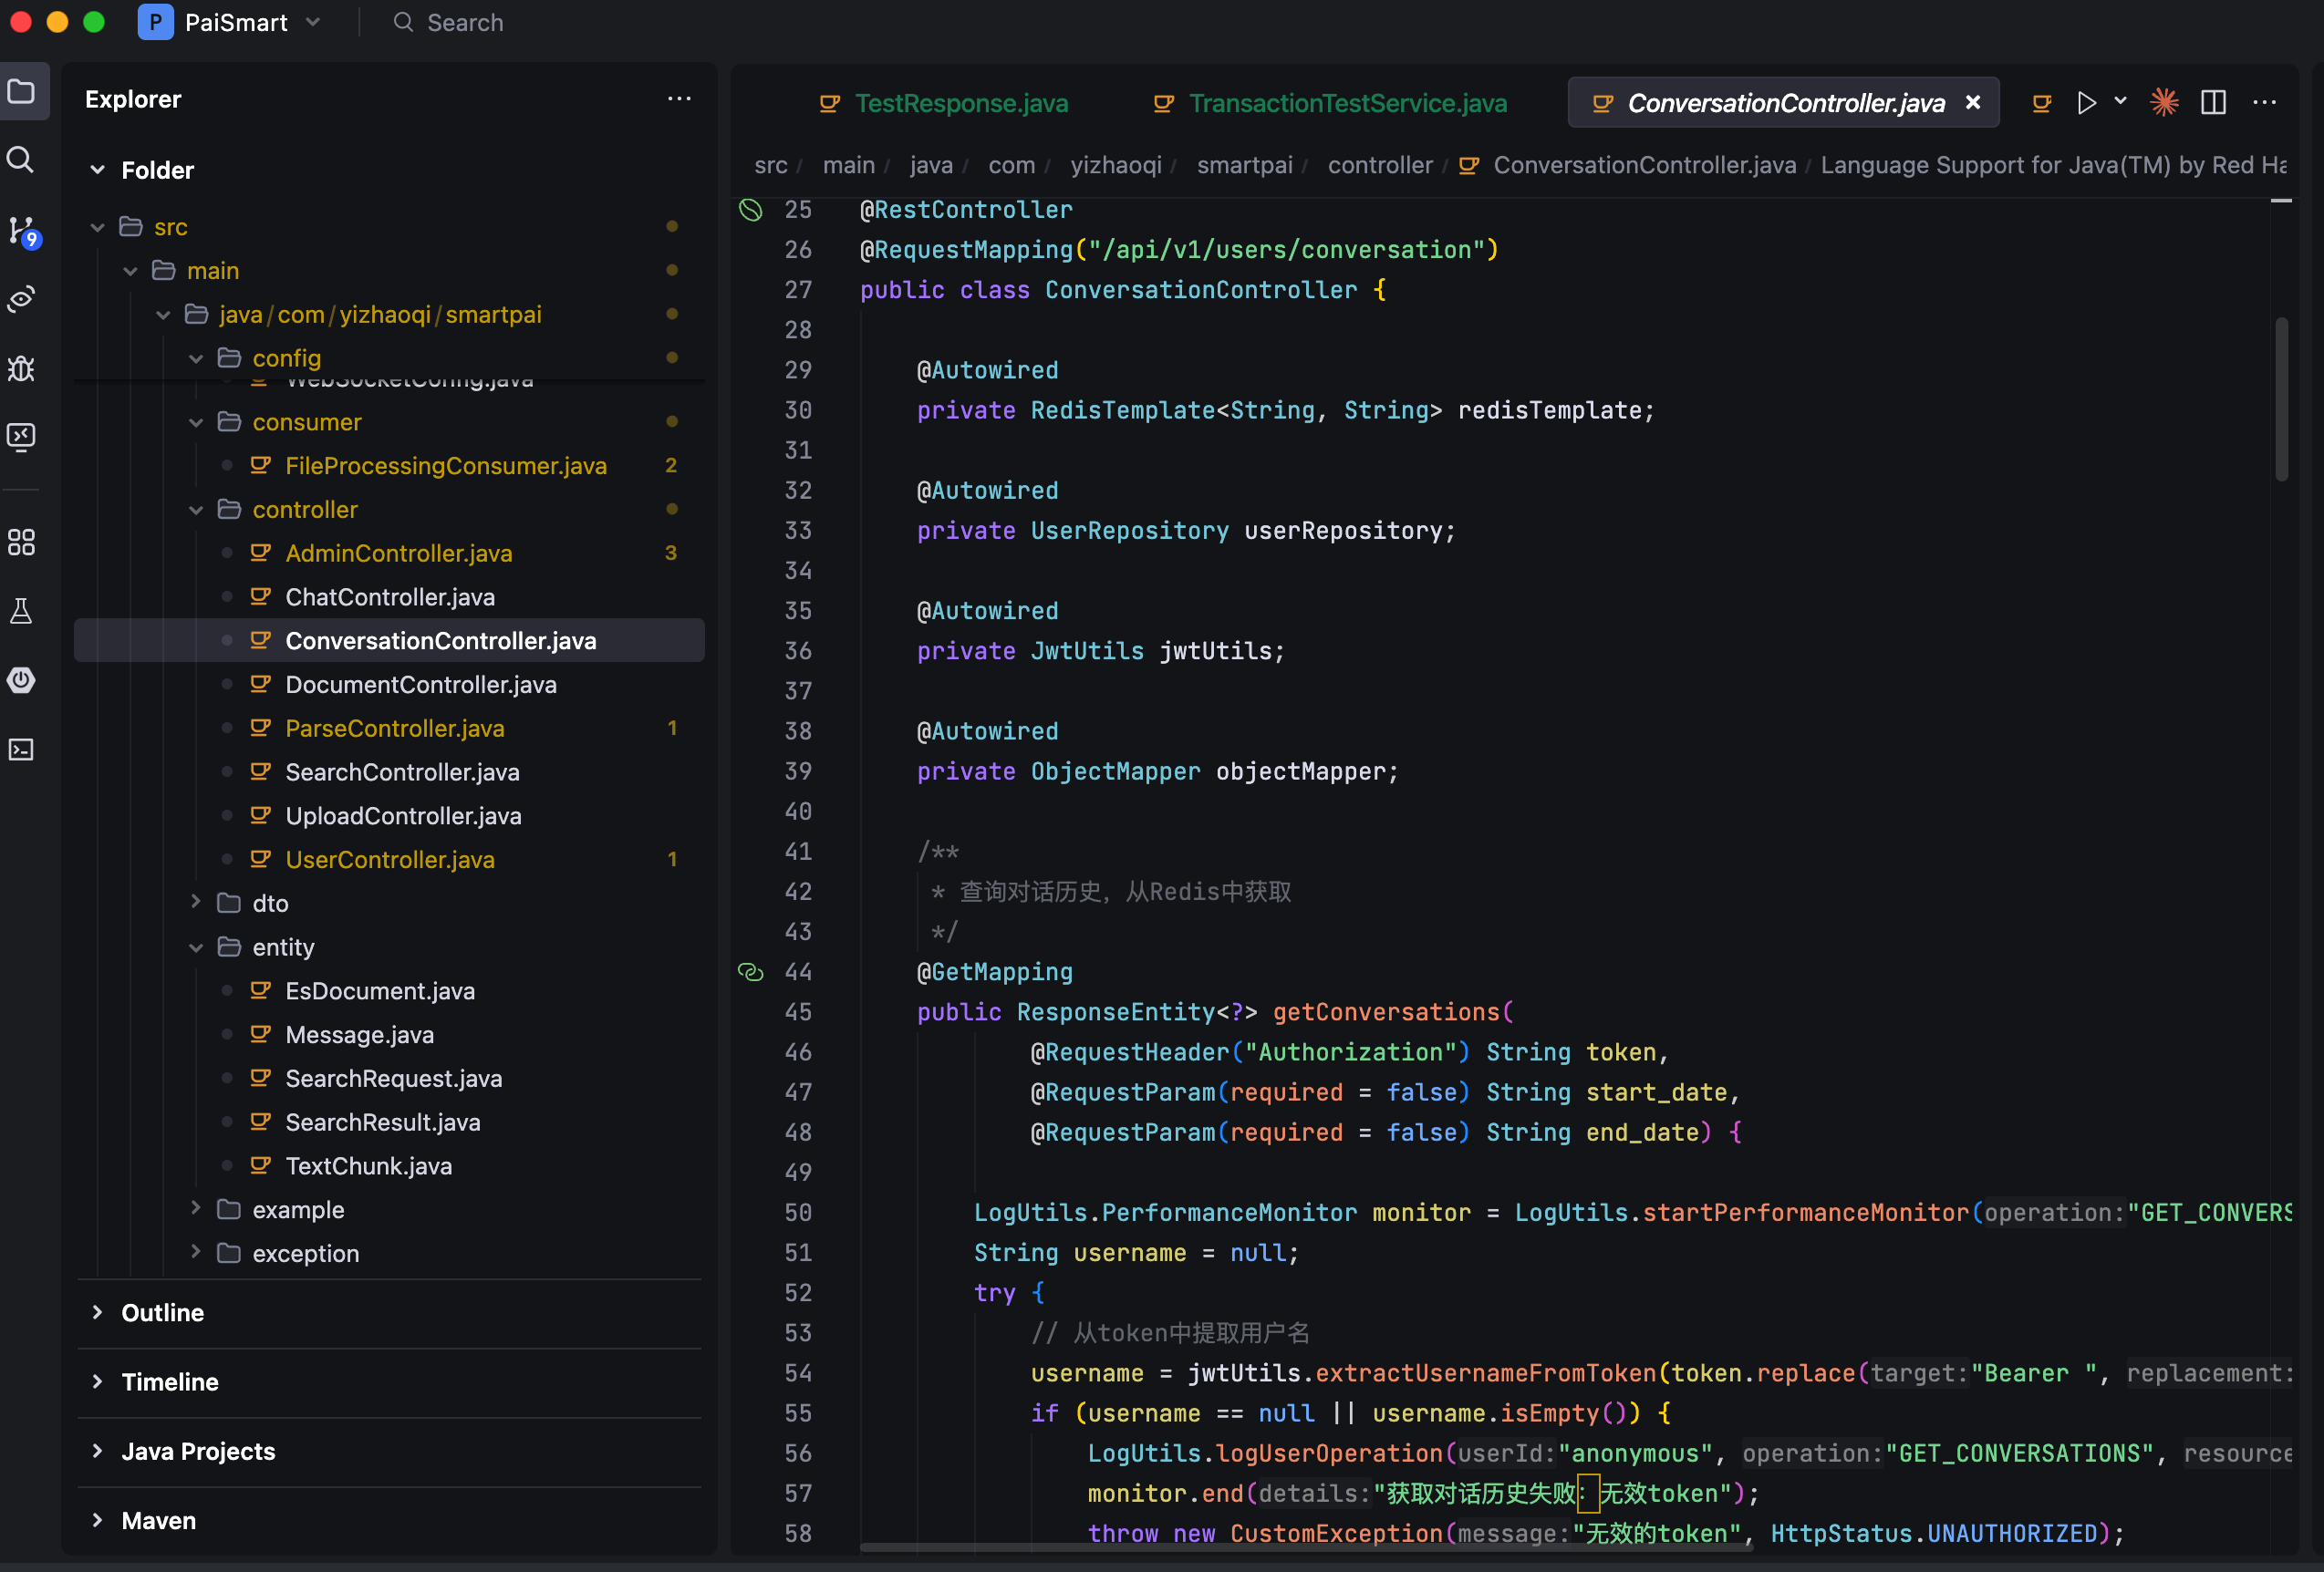 P PaiSmart Search
Explorer
Folder
src
main
java/com/yizhaoqi/smartpai
config
WebSocketConfig.java
consumer
FileProcessingConsumer.java 2
controller
AdminController.java 3
ChatController.java
ConversationController.java
DocumentController.java
ParseController.java 1
SearchController.java
UploadController.java
UserController.java 1
dto
entity
EsDocument.java
Message.java
SearchRequest.java
SearchResult.java
TextChunk.java
example
exception
Outline
Timeline
Java Projects
Maven
9
TestResponse.java TransactionTestService.java ConversationController.java
src / main / java / com / yizhaoqi / smartpai / controller / ConversationController.java / Language Support for Java(TM) by Red Ha
25 @RestController
26 @RequestMapping("/api/v1/users/conversation")
27 public class ConversationController {
28
29 @Autowired
30 private RedisTemplate<String, String> redisTemplate;
31
32 @Autowired
33 private UserRepository userRepository;
34
35 @Autowired
36 private JwtUtils jwtUtils;
37
38 @Autowired
39 private ObjectMapper objectMapper;
40
41 /**
42 * 查询对话历史，从Redis中获取
43 */
44 @GetMapping
45 public ResponseEntity<?> getConversations(
46 @RequestHeader("Authorization") String token,
47 @RequestParam(required = false) String start_date,
48 @RequestParam(required = false) String end_date) {
49
50 LogUtils.PerformanceMonitor monitor = LogUtils.startPerformanceMonitor(operation:"GET_CONVERS
51 String username = null;
52 try {
53 // 从token中提取用户名
54 username = jwtUtils.extractUsernameFromToken(token.replace(target:"Bearer ", replacement:
55 if (username == null || username.isEmpty()) {
56 LogUtils.logUserOperation(userId:"anonymous", operation:"GET_CONVERSATIONS", resource
57 monitor.end(details:"获取对话历史失败：无效token");
58 throw new CustomException(message:"无效的token", HttpStatus.UNAUTHORIZED);